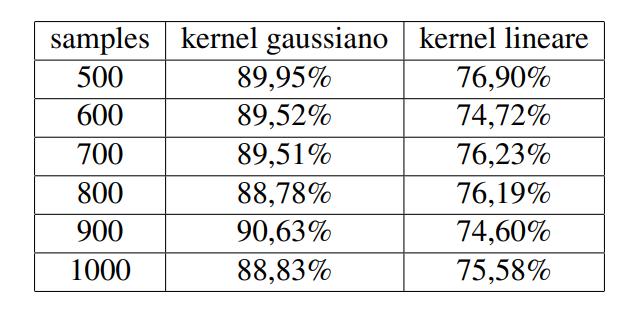 samples kernel gaussiano kernel lineare
500 89,95% 76,90%
600 89,52% 74,72%
700 89,51% 76,23%
800 88,78% 76,19%
900 90,63% 74,60%
1000 88,83% 75,58%